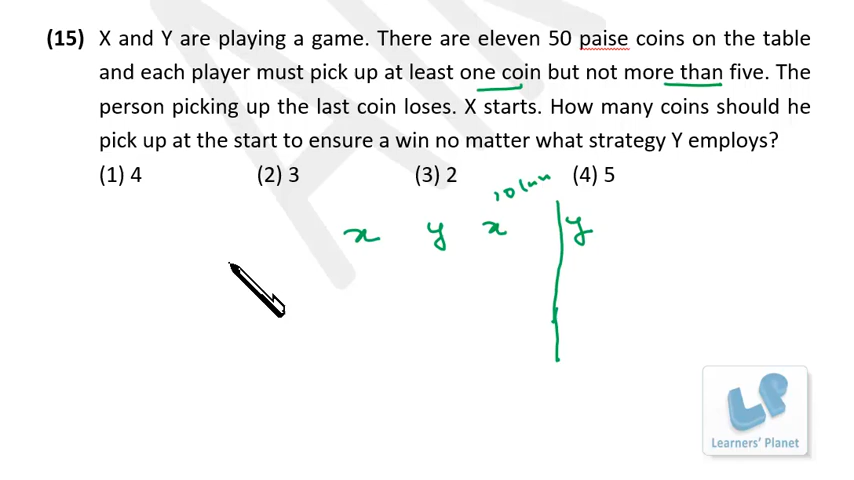 (15) X and Y are playing a game. There are eleven 50 paise coins on the table
and each player must pick up at least one coin but not more than five. The
person picking up the last coin loses. X starts. How many coins should he
pick up at the start to ensure a win no matter what strategy Y employs?
(1) 4 (2) 3 (3) 2 (4) 5
x y x y
LP
Learners' Planet